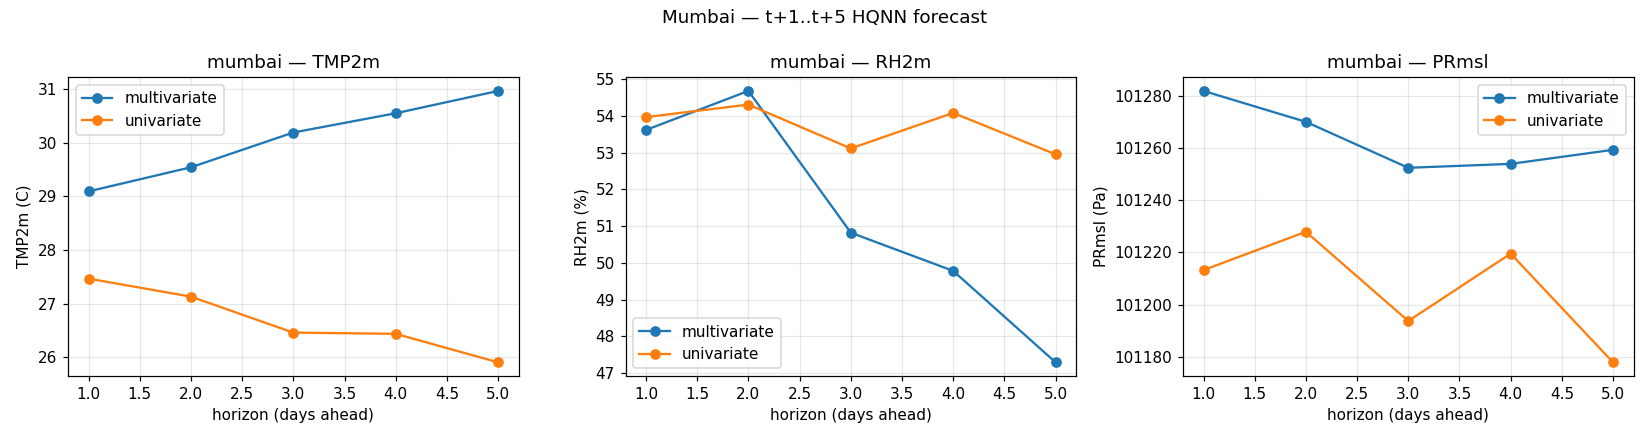 Mumbai — t+1..t+5 HQNN forecast
mumbai — TMP2m
TMP2m (C)
31
30
29
28
27
26
multivariate
univariate
1.0 1.5 2.0 2.5 3.0 3.5 4.0 4.5 5.0
horizon (days ahead)
mumbai — RH2m
RH2m (%)
55
54
53
52
51
50
49
48
47
multivariate
univariate
1.0 1.5 2.0 2.5 3.0 3.5 4.0 4.5 5.0
horizon (days ahead)
mumbai — PRmsl
PRmsl (Pa)
101280
101260
101240
101220
101200
101180
multivariate
univariate
1.0 1.5 2.0 2.5 3.0 3.5 4.0 4.5 5.0
horizon (days ahead)